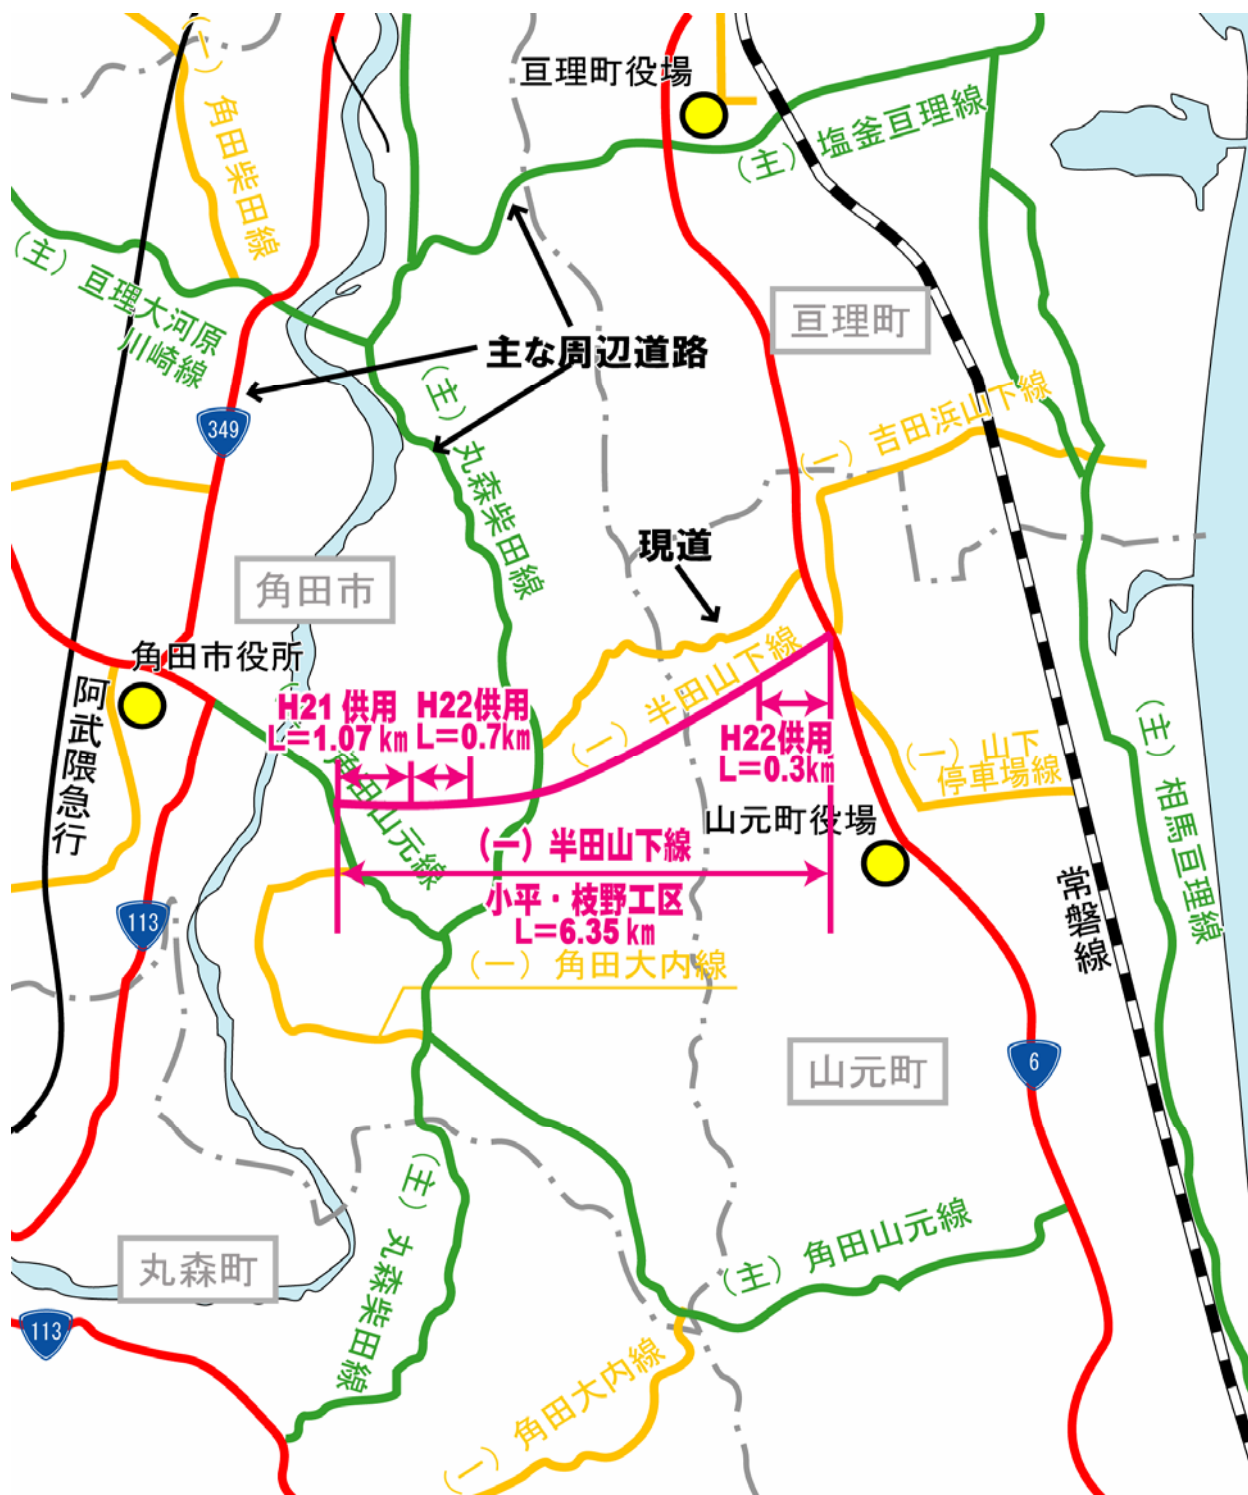 (一) 角田柴田線
亘理町役場
(主) 塩釜亘理線
(主) 亘理大河原
川崎線
亘理町
主な周辺道路
349
(主) 丸森柴田線
(一) 吉田浜山下線
現道
角田市
角田市役所
阿武隈急行
(一) 半田山下線
H21 供用
L=1.07 km
H22供用
L=0.7km
H22供用
L=0.3km
(一) 山下
停車場線
角田山元線
山元町役場
(主) 相馬亘理線
(一) 半田山下線
小平・枝野工区
L=6.35 km
常磐線
113
(一) 角田大内線
山元町
6
(主) 丸森柴田線
(主) 角田山元線
丸森町
113
(一) 角田大内線